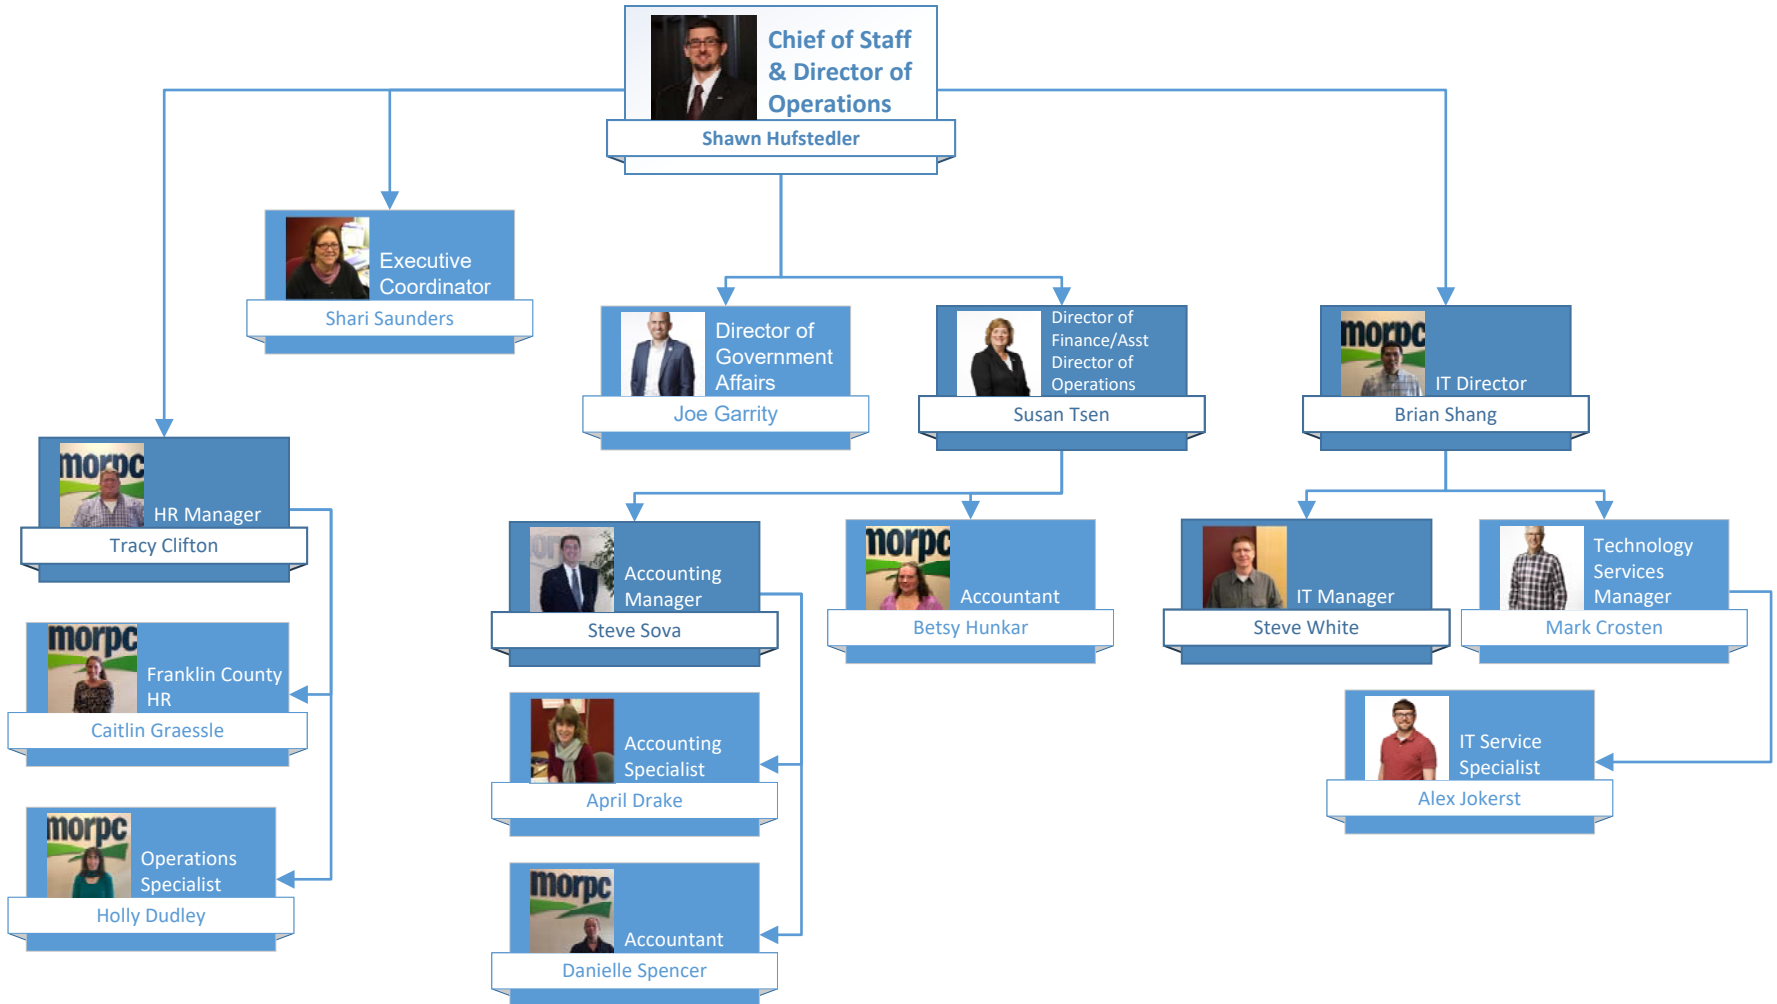 Chief of Staff
& Director of
Operations
Shawn Hufstedler
Executive
Coordinator
Shari Saunders
Director of
Government
Affairs
Joe Garrity
Director of
Finance/Asst
Director of
Operations
Susan Tsen
morpc
IT Director
Brian Shang
morpc
HR Manager
Tracy Clifton
morpc
Franklin County
HR
Caitlin Graessle
morpc
Operations
Specialist
Holly Dudley
morpc
Accounting
Manager
Steve Sova
Accounting
Specialist
April Drake
morpc
Accountant
Danielle Spencer
morpc
Accountant
Betsy Hunkar
IT Manager
Steve White
Technology
Services
Manager
Mark Crosten
IT Service
Specialist
Alex Jokerst